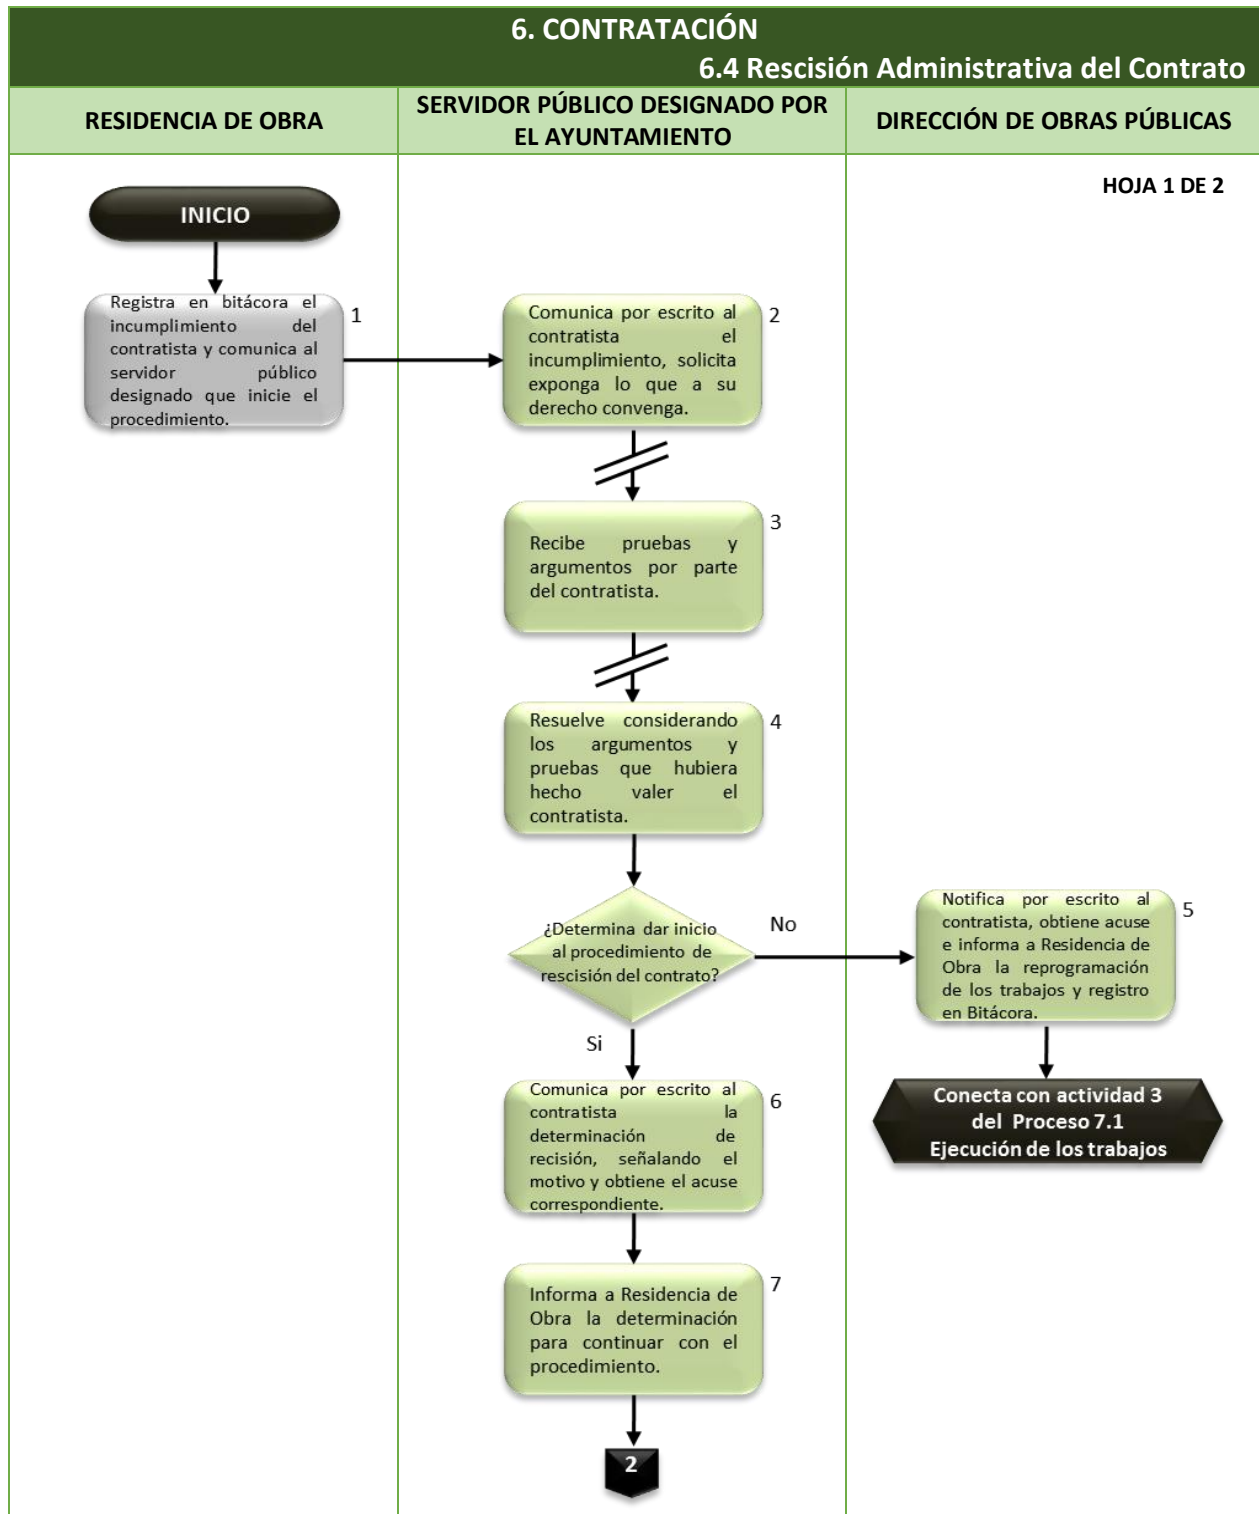 6. CONTRATACIÓN
6.4 Rescisión Administrativa del Contrato
RESIDENCIA DE OBRA
SERVIDOR PÚBLICO DESIGNADO POR
EL AYUNTAMIENTO
DIRECCIÓN DE OBRAS PÚBLICAS
HOJA 1 DE 2
INICIO
Registra en bitácora el
incumplimiento del
contratista y comunica al
servidor público
designado que inicie el
procedimiento.
1
Comunica por escrito al
contratista el
incumplimiento, solicita
exponga lo que a su
derecho convenga.
2
Recibe pruebas y
argumentos por parte
del contratista.
3
Resuelve considerando
los argumentos y
pruebas que hubiera
hecho valer el
contratista.
4
¿Determina dar inicio
al procedimiento de
rescisión del contrato?
No
Notifica por escrito al
contratista, obtiene acuse
e informa a Residencia de
Obra la reprogramación
de los trabajos y registro
en Bitácora.
5
Conecta con actividad 3
del Proceso 7.1
Ejecución de los trabajos
Si
Comunica por escrito al
contratista la
determinación de
recisión, señalando el
motivo y obtiene el acuse
correspondiente.
6
Informa a Residencia de
Obra la determinación
para continuar con el
procedimiento.
7
2